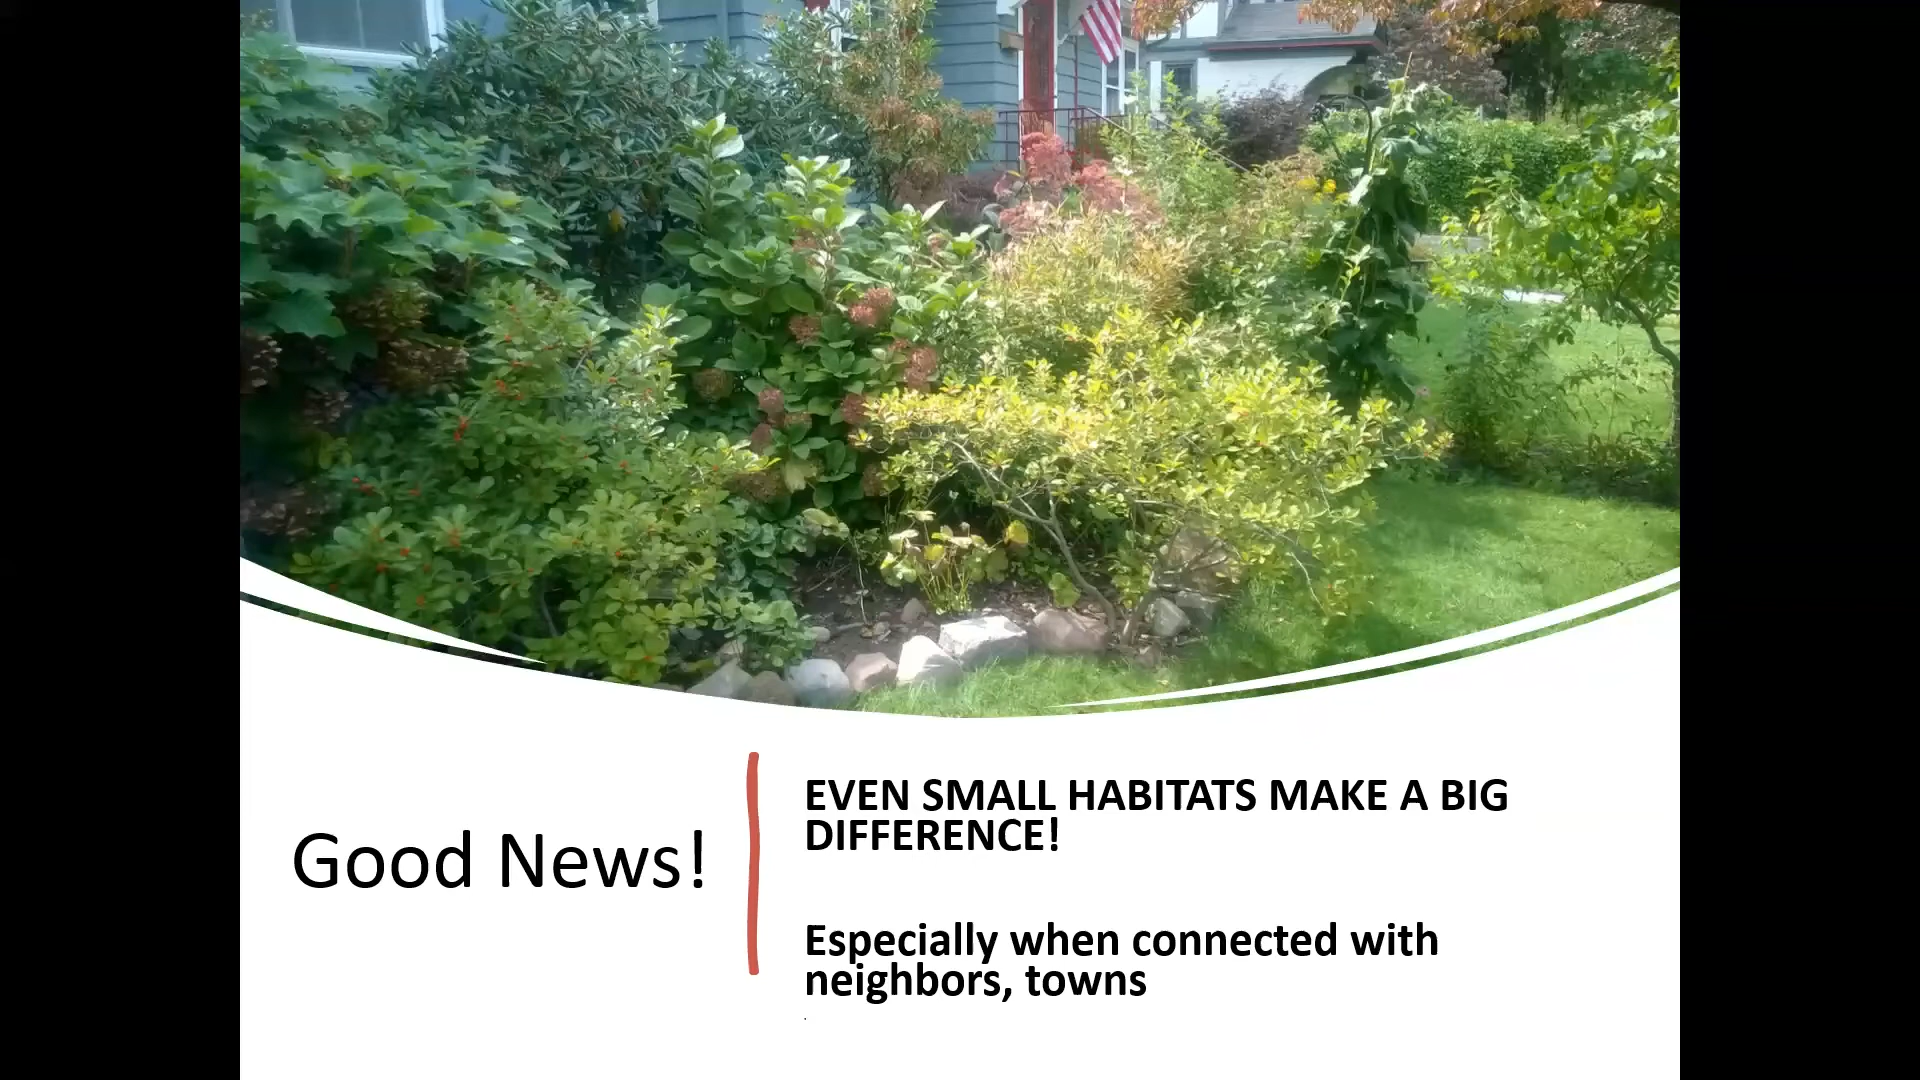 Good News!
EVEN SMALL HABITATS MAKE A BIG
DIFFERENCE!
Especially when connected with
neighbors, towns
.